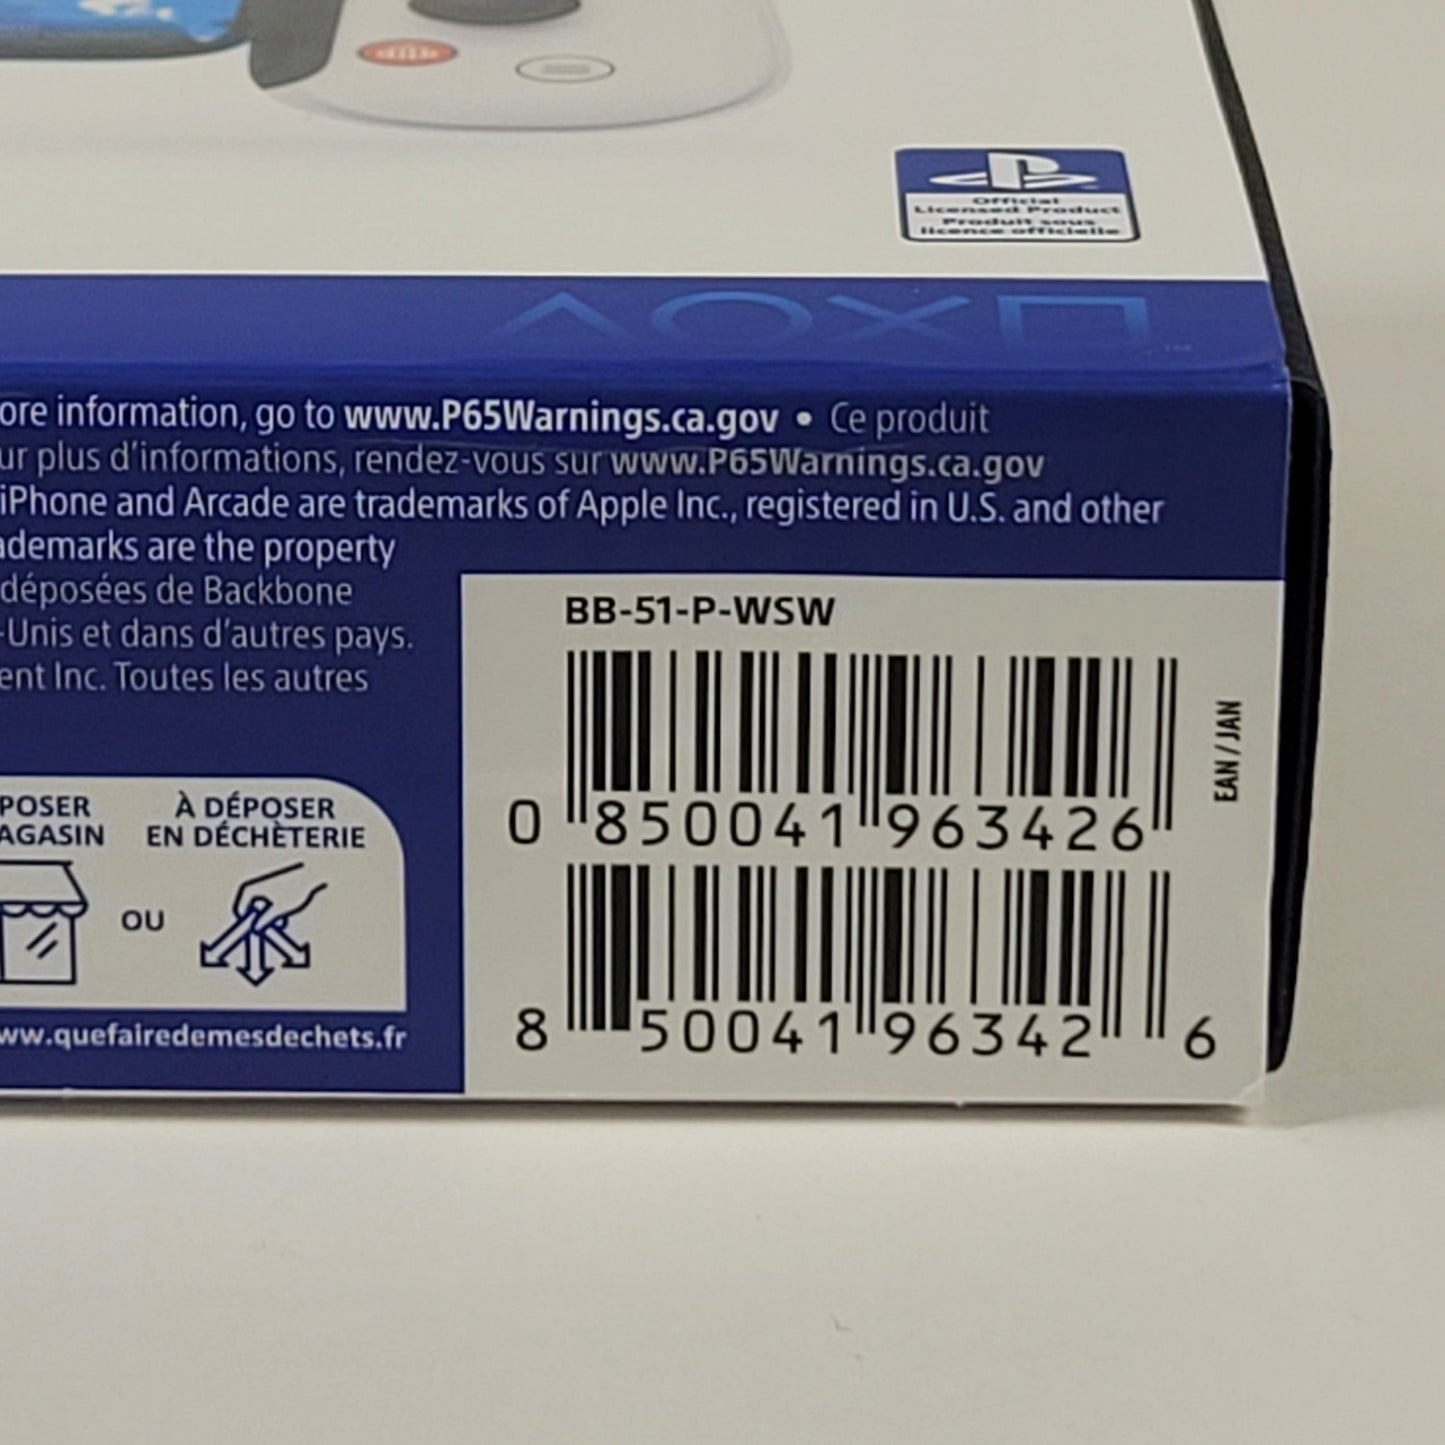 Official
Licensed Product
Produit sous
licence officielle
ore information, go to www.P65Warnings.ca.gov • Ce produit
ur plus d'informations, rendez-vous sur www.P65Warnings.ca.gov
iPhone and Arcade are trademarks of Apple Inc., registered in U.S. and other
ademarks are the property
déposées de Backbone
-Unis et dans d'autres pays.
ent Inc. Toutes les autres
POSER
AGASIN
OU
À DÉPOSER
EN DÉCHÈTERIE
ww.quefairedemesdechets.fr
BB-51-P-WSW
0 850041 963426
EAN / JAN
8 50041 96342 6